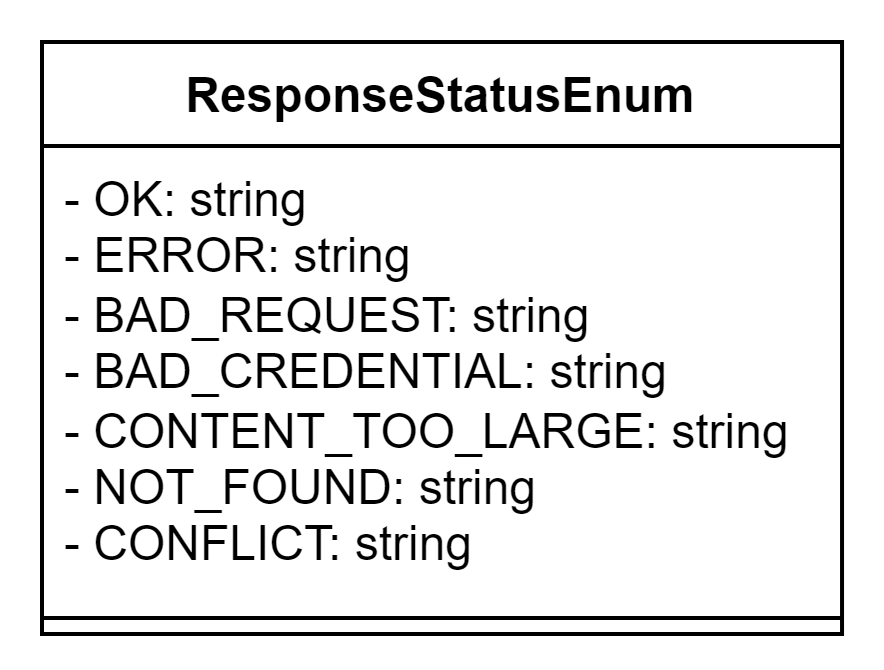 ResponseStatusEnum
- OK: string
- ERROR: string
- BAD_REQUEST: string
- BAD_CREDENTIAL: string
- CONTENT_TOO_LARGE: string
- NOT_FOUND: string
- CONFLICT: string